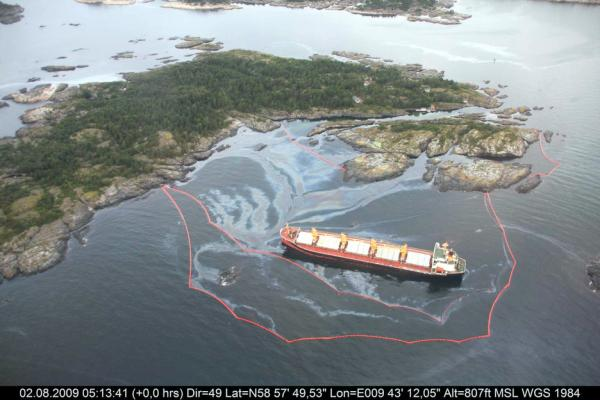 02.08.2009 05:13:41 (+0,0 hrs) Dir=49 Lat=N58 57' 49,53" Lon=E009 43' 12,05" Alt=807ft MSL WGS 1984